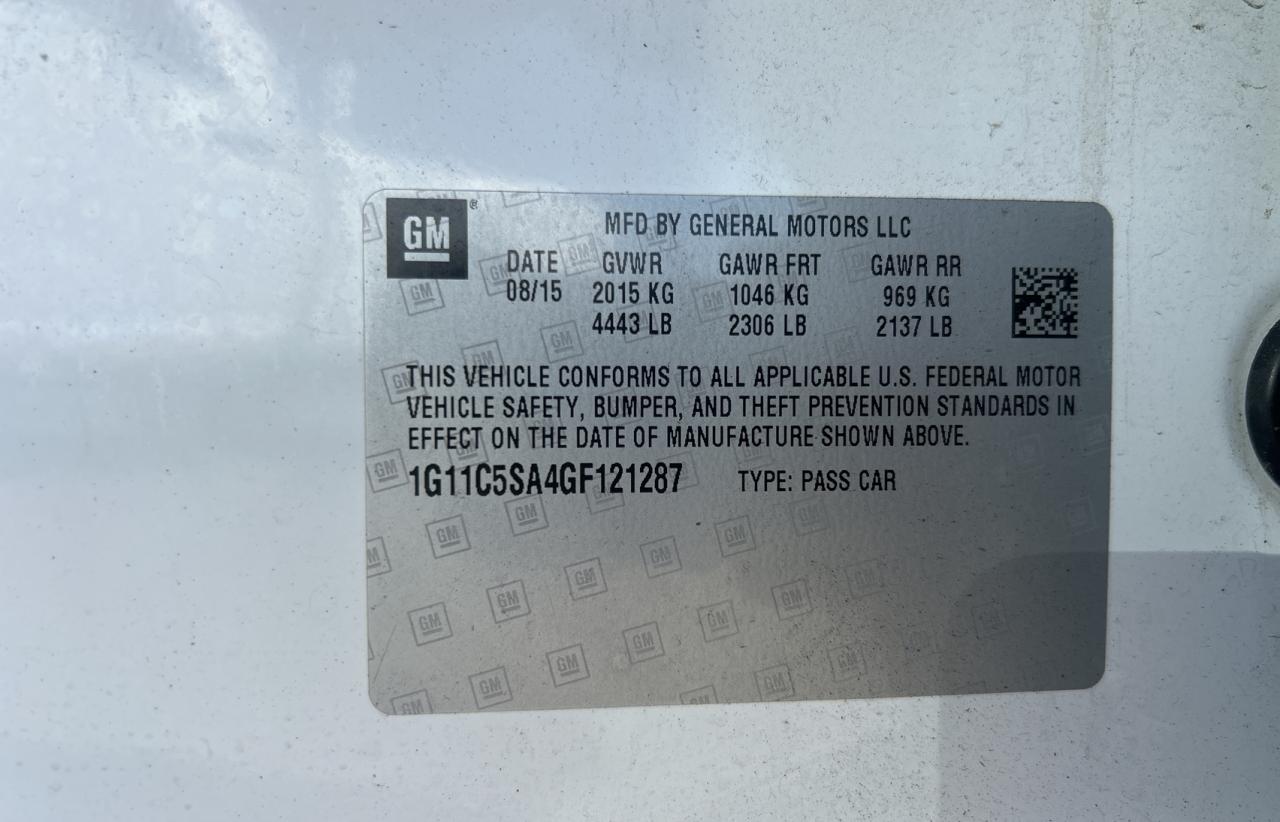 GM®
MFD BY GENERAL MOTORS LLC
DATE GVWR GAWR FRT GAWR RR
08/15 2015 KG 1046 KG 969 KG
4443 LB 2306 LB 2137 LB
THIS VEHICLE CONFORMS TO ALL APPLICABLE U.S. FEDERAL MOTOR
VEHICLE SAFETY, BUMPER, AND THEFT PREVENTION STANDARDS IN
EFFECT ON THE DATE OF MANUFACTURE SHOWN ABOVE.
1G11C5SA4GF121287 TYPE: PASS CAR